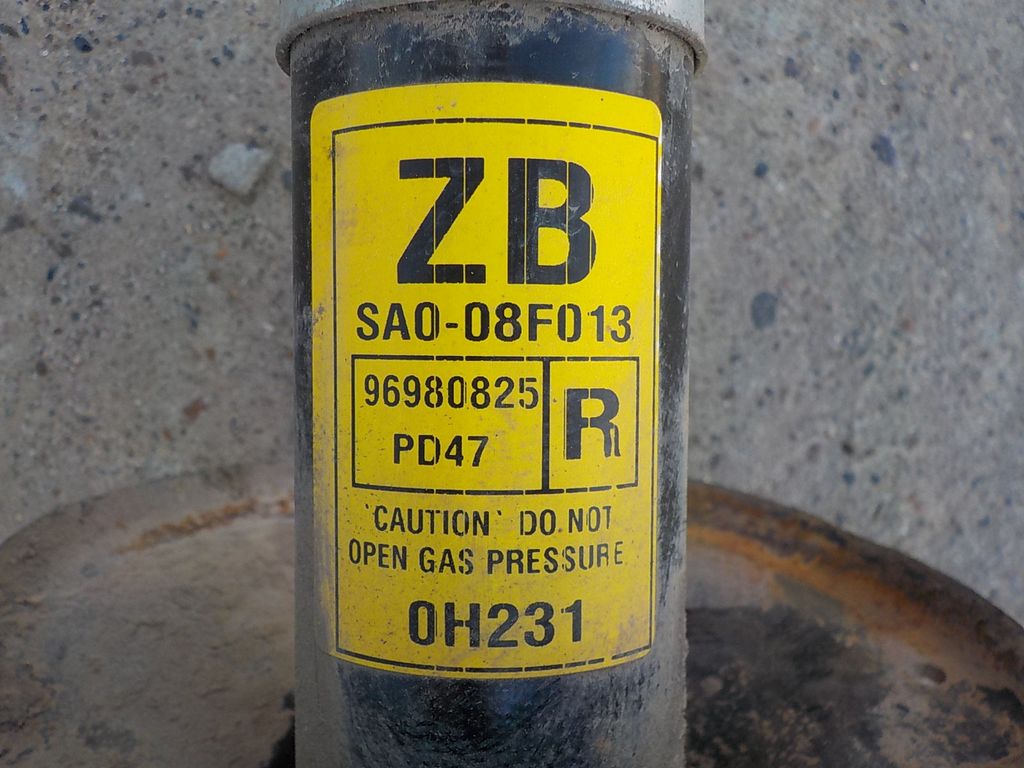 ZB
SA0-08F013
96980825
PD47
R
'CAUTION' DO NOT
OPEN GAS PRESSURE
0H231